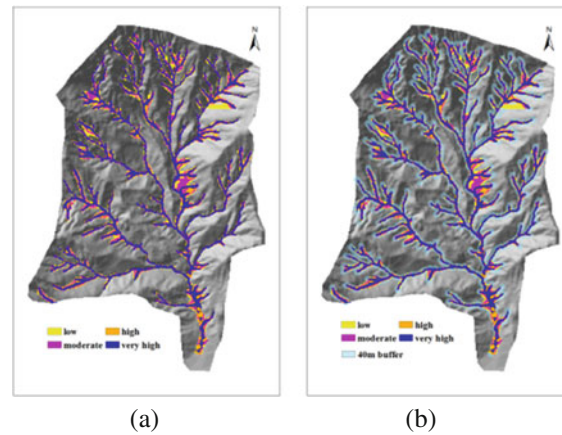 N
N
low high
moderate very high
low high
moderate very high
40m buffer
(a) (b)